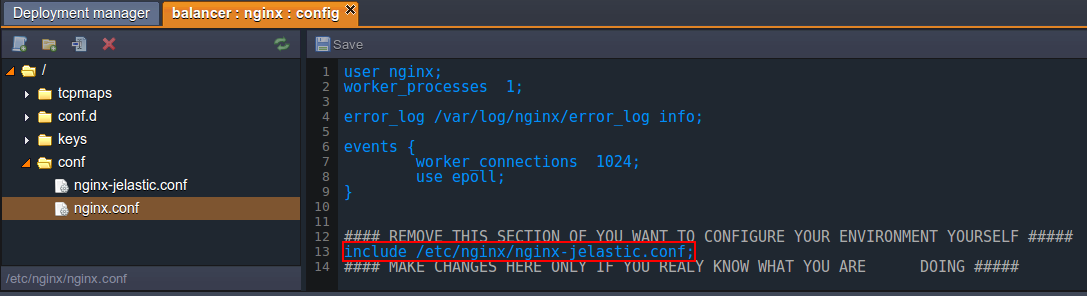 Deployment manager
balancer : nginx : config
Save
/
tcpmaps
conf.d
keys
conf
nginx-jelastic.conf
nginx.conf
/etc/nginx/nginx.conf
1 user nginx;
2 worker_processes 1;
3
4 error_log /var/log/nginx/error_log info;
5
6 events {
7 worker_connections 1024;
8 use epoll;
9 }
10
11
12 #### REMOVE THIS SECTION OF YOU WANT TO CONFIGURE YOUR ENVIRONMENT YOURSELF #####
13 include /etc/nginx/nginx-jelastic.conf;
14 #### MAKE CHANGES HERE ONLY IF YOU REALY KNOW WHAT YOU ARE DOING #####